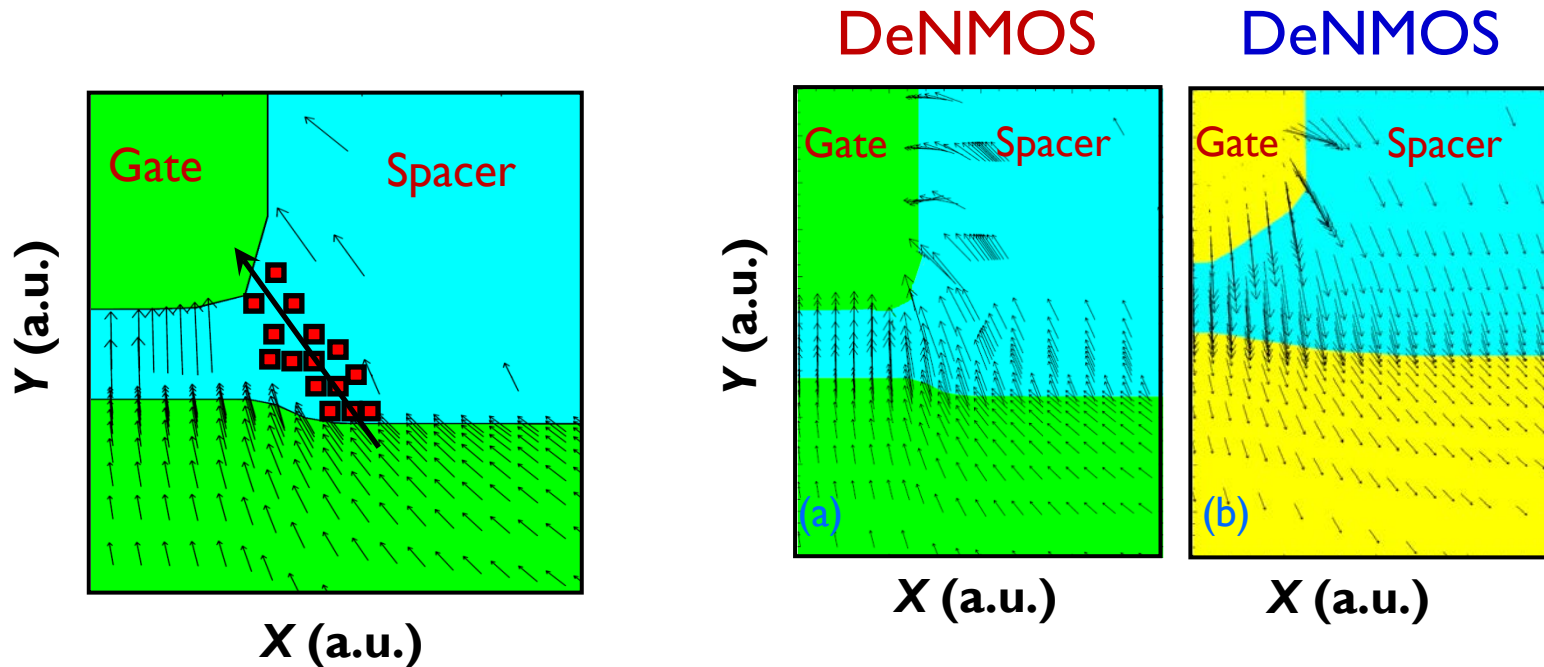 DeNMOS
DeNMOS
Gate
Spacer
Y (a.u.)
X (a.u.)
Gate
Spacer
(a)
Y (a.u.)
X (a.u.)
Gate
Spacer
(b)
X (a.u.)